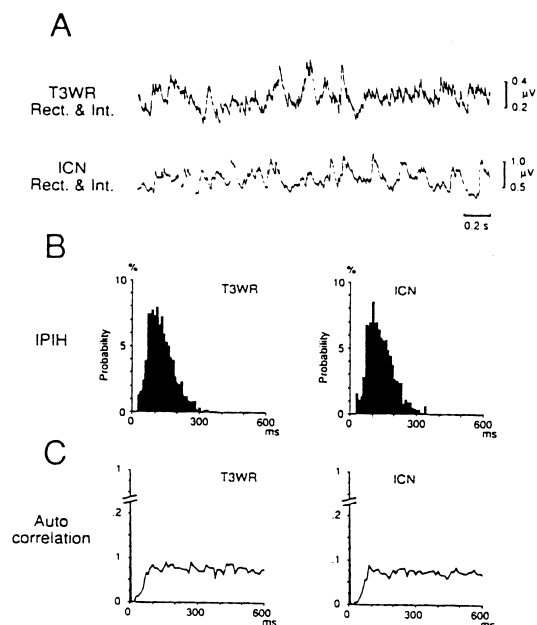 A
T3WR
Rect. & Int.
0.4
μV
0.2
ICN
Rect. & Int.
1.0
μV
0.5
0.2 s
B
IPIH
%
10
5
0
Probability
T3WR
300
600
ms
%
10
5
0
Probability
ICN
300
600
ms
C
Auto
correlation
1
.2
.1
0
T3WR
0
300
600
ms
1
.2
.1
0
ICN
0
300
600
ms